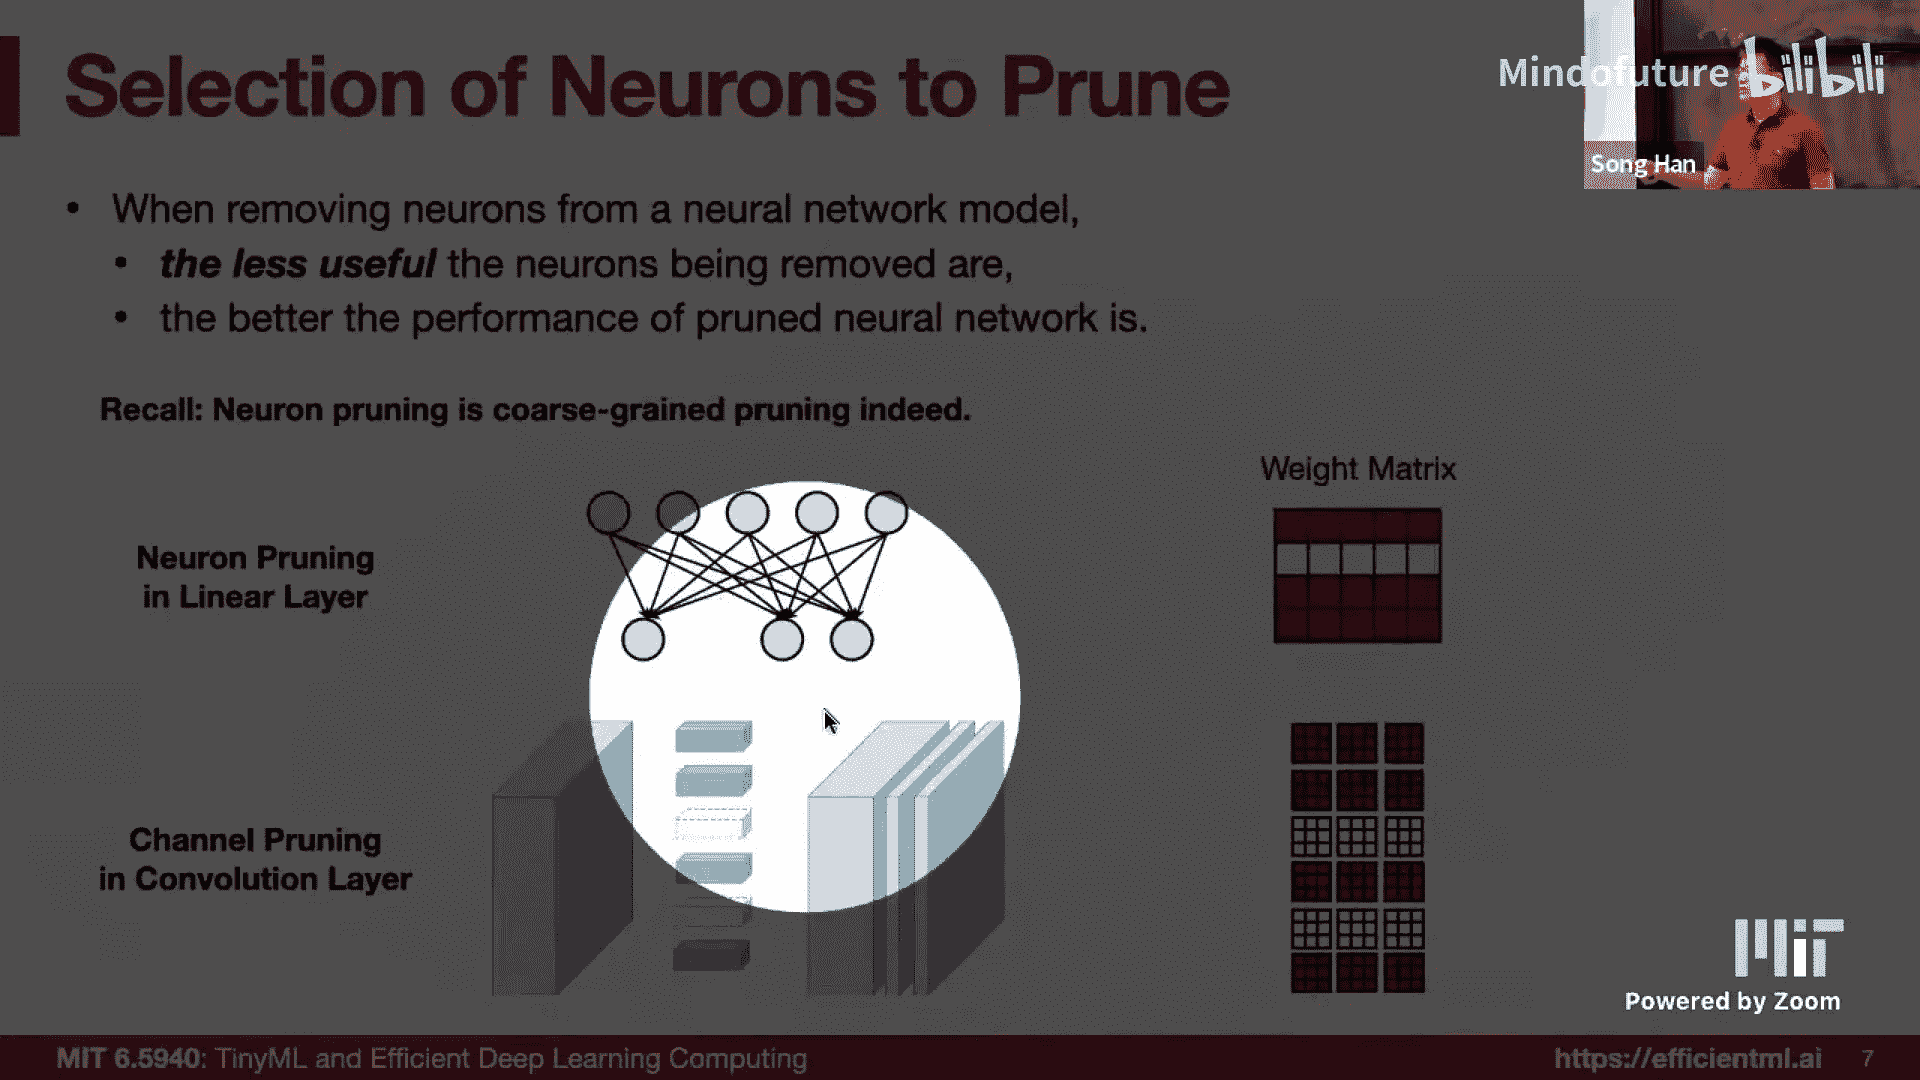 Selection of Neurons to Prune
Mindofuture
bilibili
Song Han
• When removing neurons from a neural network model,
• the less useful the neurons being removed are,
• the better the performance of pruned neural network is.
Recall: Neuron pruning is coarse-grained pruning indeed.
Weight Matrix
Neuron Pruning
in Linear Layer
Channel Pruning
in Convolution Layer
MIT
Powered by Zoom
MIT 6.5940: TinyML and Efficient Deep Learning Computing
https://efficientml.ai
7